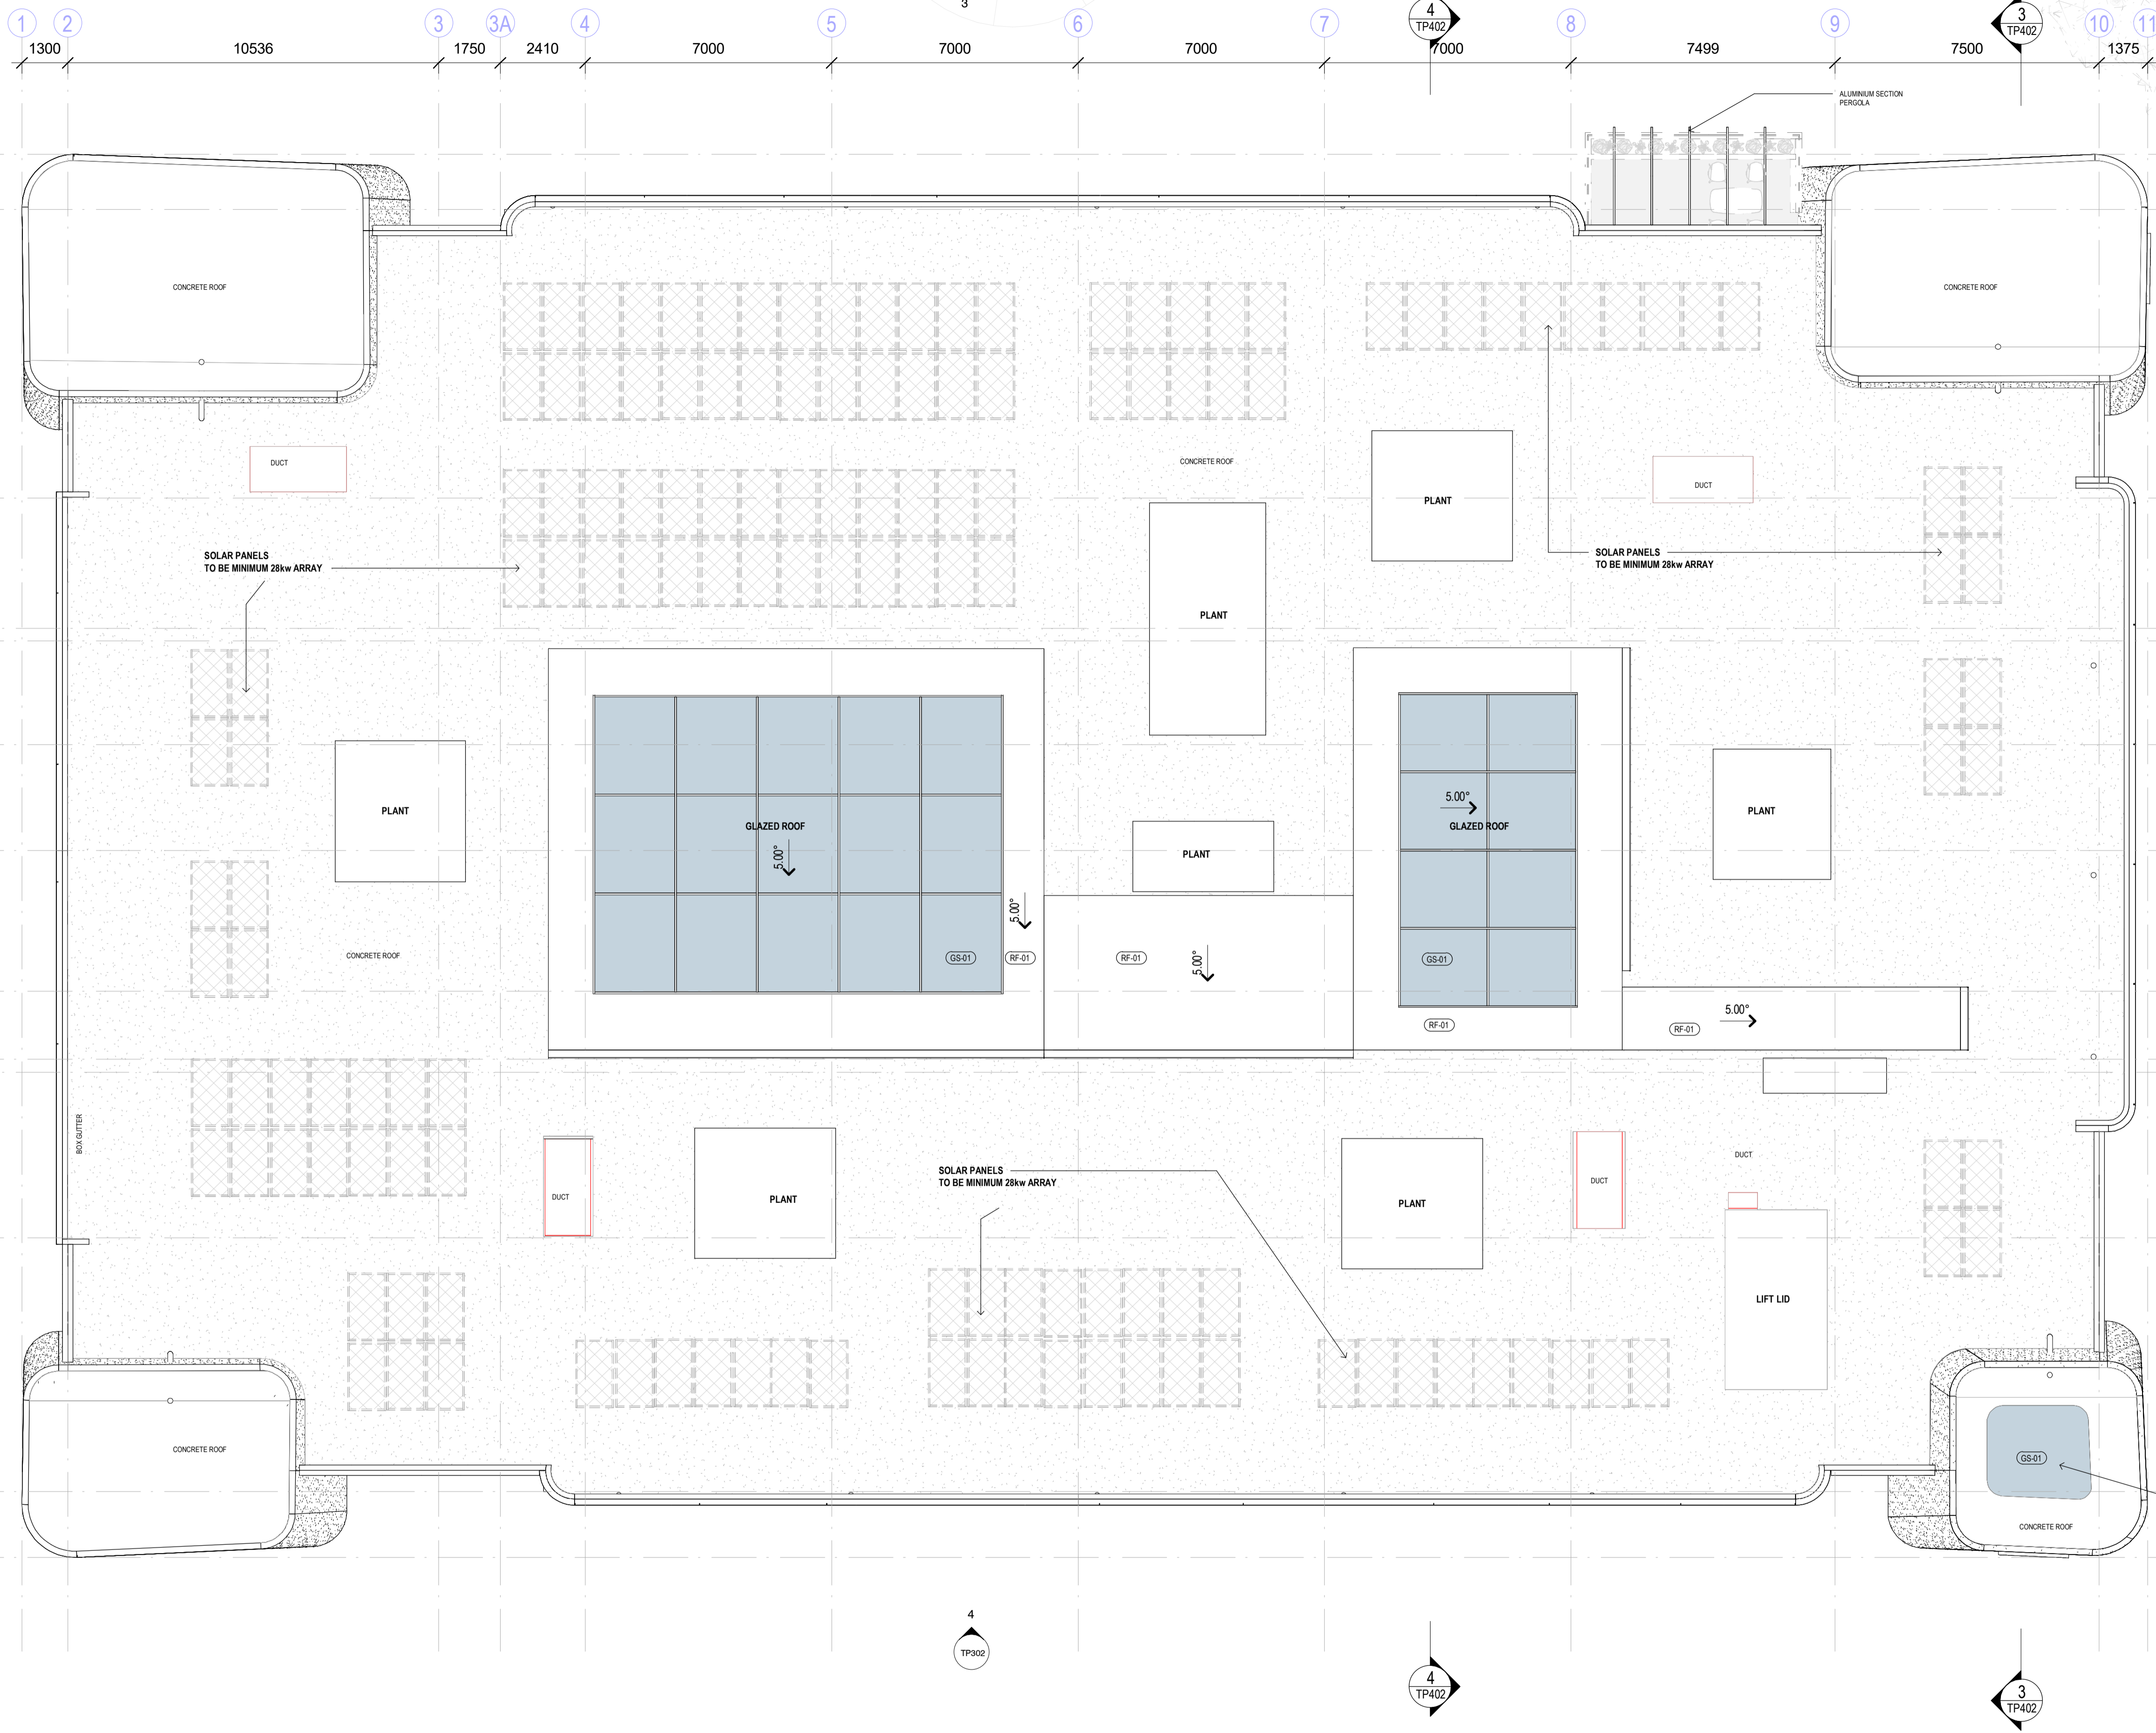 3
4
TP402
3
TP402
1
2
3
3A
4
5
6
7
8
9
10
11
1300
10536
1750
2410
7000
7000
7000
7000
7499
7500
1375
ALUMINIUM SECTION
PERGOLA
CONCRETE ROOF
CONCRETE ROOF
DUCT
CONCRETE ROOF
PLANT
DUCT
SOLAR PANELS
TO BE MINIMUM 28kw ARRAY
SOLAR PANELS
TO BE MINIMUM 28kw ARRAY
PLANT
PLANT
GLAZED ROOF
5.00°
5.00°
GLAZED ROOF
PLANT
PLANT
5.00°
CONCRETE ROOF
GS-01
RF-01
RF-01
5.00°
GS-01
RF-01
RF-01
5.00°
BOX GUTTER
DUCT
PLANT
SOLAR PANELS
TO BE MINIMUM 28kw ARRAY
PLANT
DUCT
DUCT
LIFT LID
CONCRETE ROOF
GS-01
CONCRETE ROOF
4
TP302
4
TP402
3
TP402